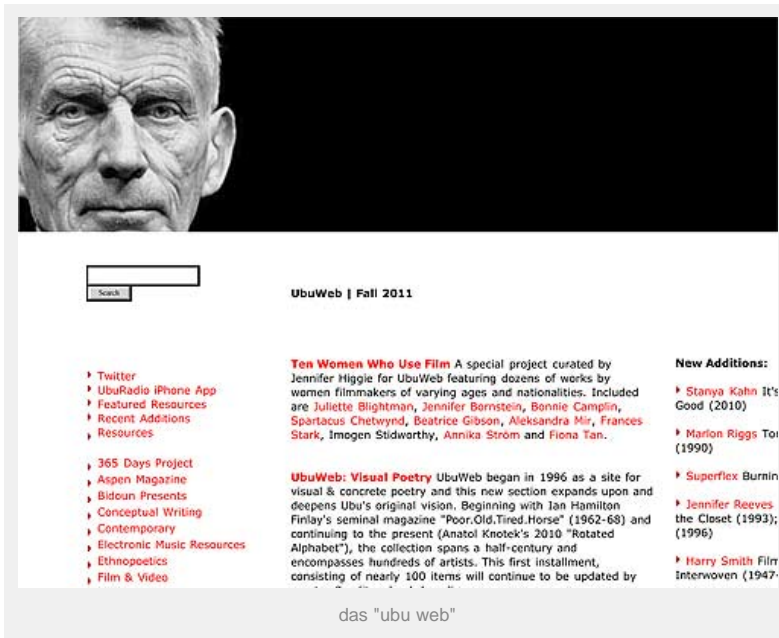 Search
UbuWeb | Fall 2011
Twitter
UbuRadio iPhone App
Featured Resources
Recent Additions
Resources
365 Days Project
Aspen Magazine
Bidoun Presents
Conceptual Writing
Contemporary
Electronic Music Resources
Ethnopoetics
Film & Video
Ten Women Who Use Film A special project curated by
Jennifer Higgie for UbuWeb featuring dozens of works by
women filmmakers of varying ages and nationalities. Included
are Juliette Blightman, Jennifer Bornstein, Bonnie Camplin,
Spartacus Chetwynd, Beatrice Gibson, Aleksandra Mir, Frances
Stark, Imogen Stidworthy, Annika Ström and Fiona Tan.
UbuWeb: Visual Poetry UbuWeb began in 1996 as a site for
visual & concrete poetry and this new section expands upon and
deepens Ubu's original vision. Beginning with Ian Hamilton
Finlay's seminal magazine "Poor.Old.Tired.Horse" (1962-68) and
continuing to the present (Anatol Knotek's 2010 "Rotated
Alphabet"), the collection spans a half-century and
encompasses hundreds of artists. This first installment,
consisting of nearly 100 items will continue to be updated by
New Additions:
Stanya Kahn It's
Good (2010)
Marlon Riggs
(1990)
Superflex
Jennifer Reeves
the Closet (1993);
(1996)
Harry Smith Film
Interwoven (1947-
das "ubu web"